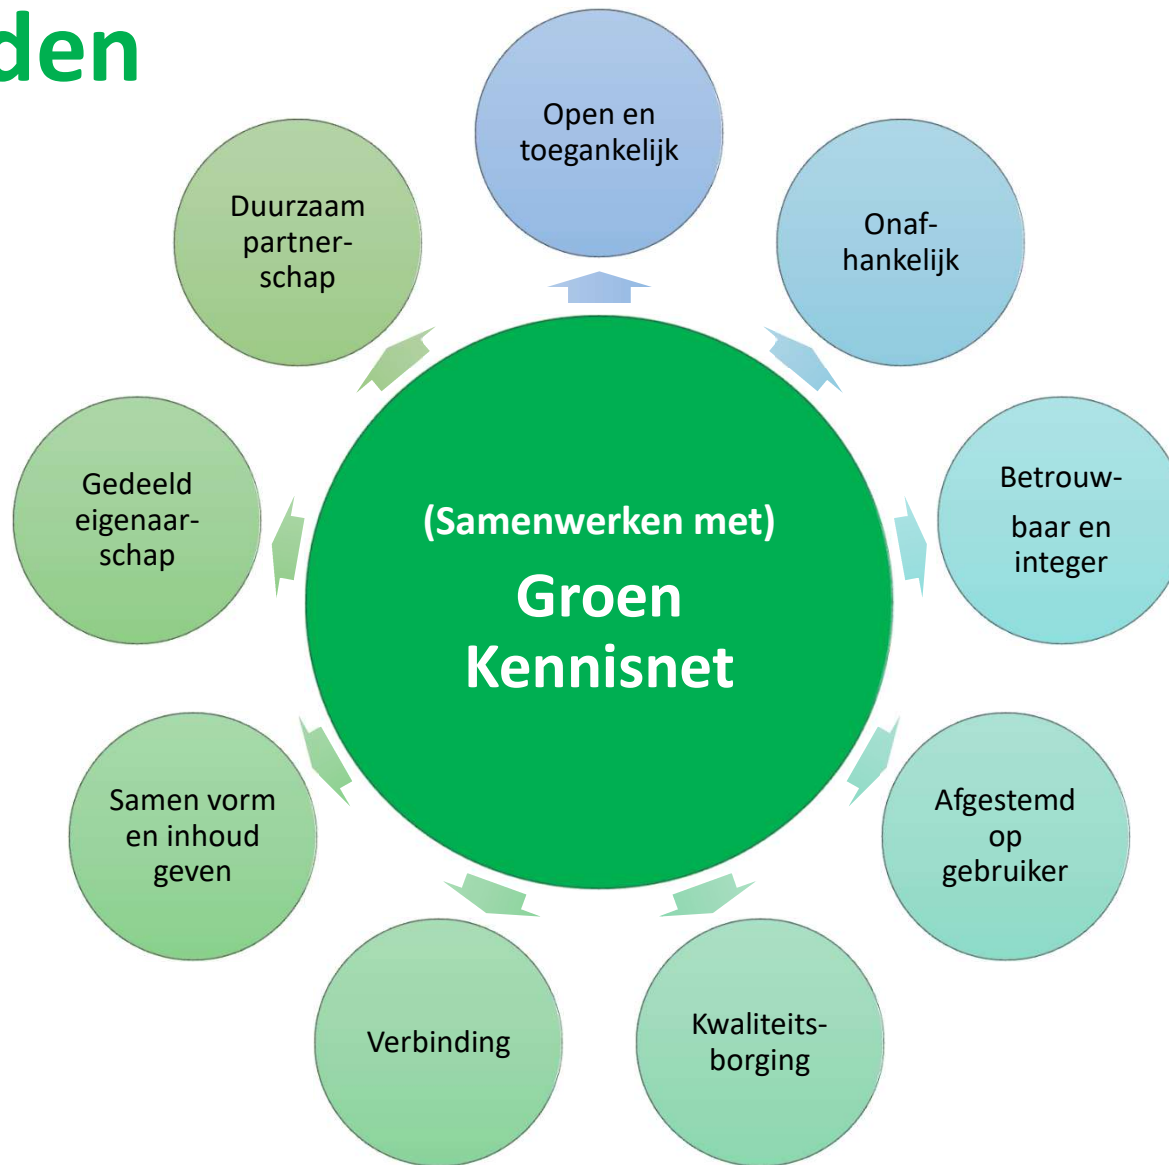 den
Open en
toegankelijk
Onaf-
hankelijk
Betrouw-
baar en
integer
Afgestemd
op
gebruiker
Kwaliteits-
borging
Verbinding
Samen vorm
en inhoud
geven
Gedeeld
eigenaar-
schap
Duurzaam
partner-
schap
(Samenwerken met)
Groen
Kennisnet